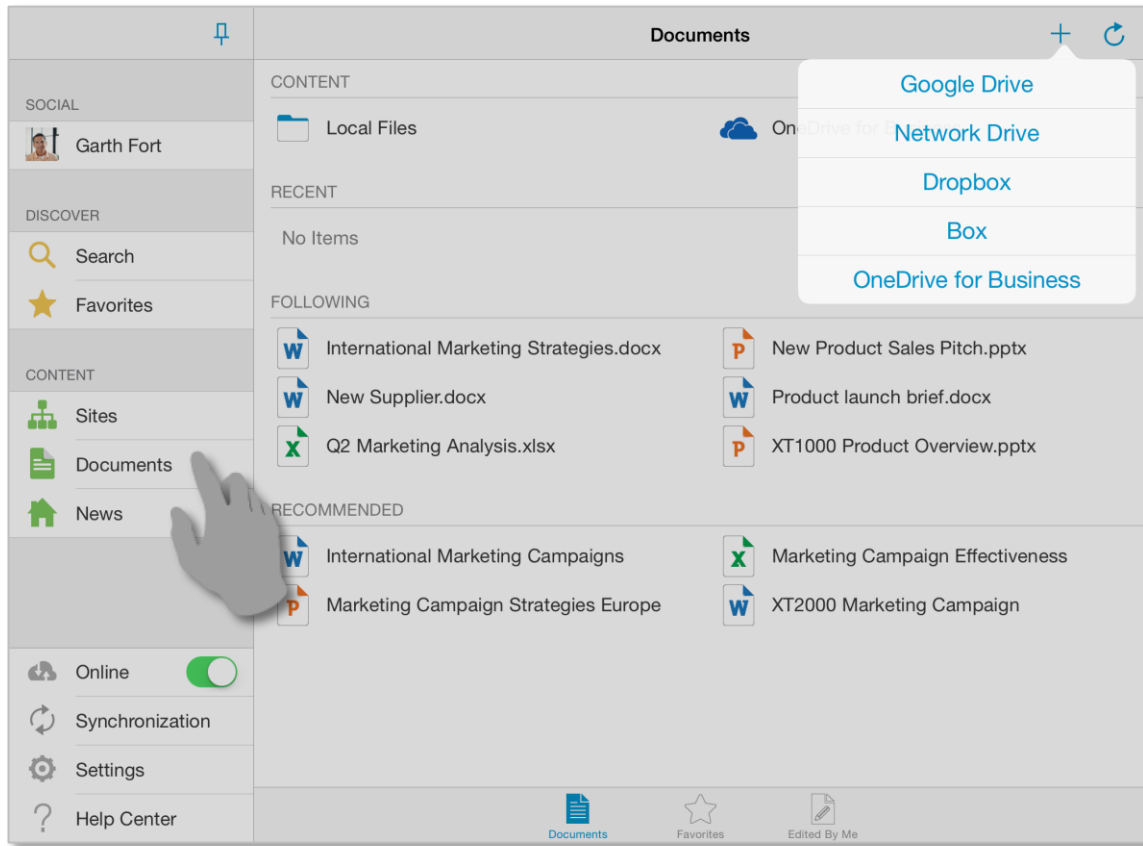 Documents
SOCIAL
Garth Fort
DISCOVER
Search
Favorites
CONTENT
Sites
Documents
News
Online
Synchronization
Settings
Help Center
CONTENT
Local Files
OneDrive for
Google Drive
Network Drive
Dropbox
Box
OneDrive for Business
RECENT
No Items
FOLLOWING
International Marketing Strategies.docx
New Product Sales Pitch.pptx
New Supplier.docx
Product launch brief.docx
Q2 Marketing Analysis.xlsx
XT1000 Product Overview.pptx
RECOMMENDED
International Marketing Campaigns
Marketing Campaign Effectiveness
Marketing Campaign Strategies Europe
XT2000 Marketing Campaign
Documents
Favorites
Edited By Me